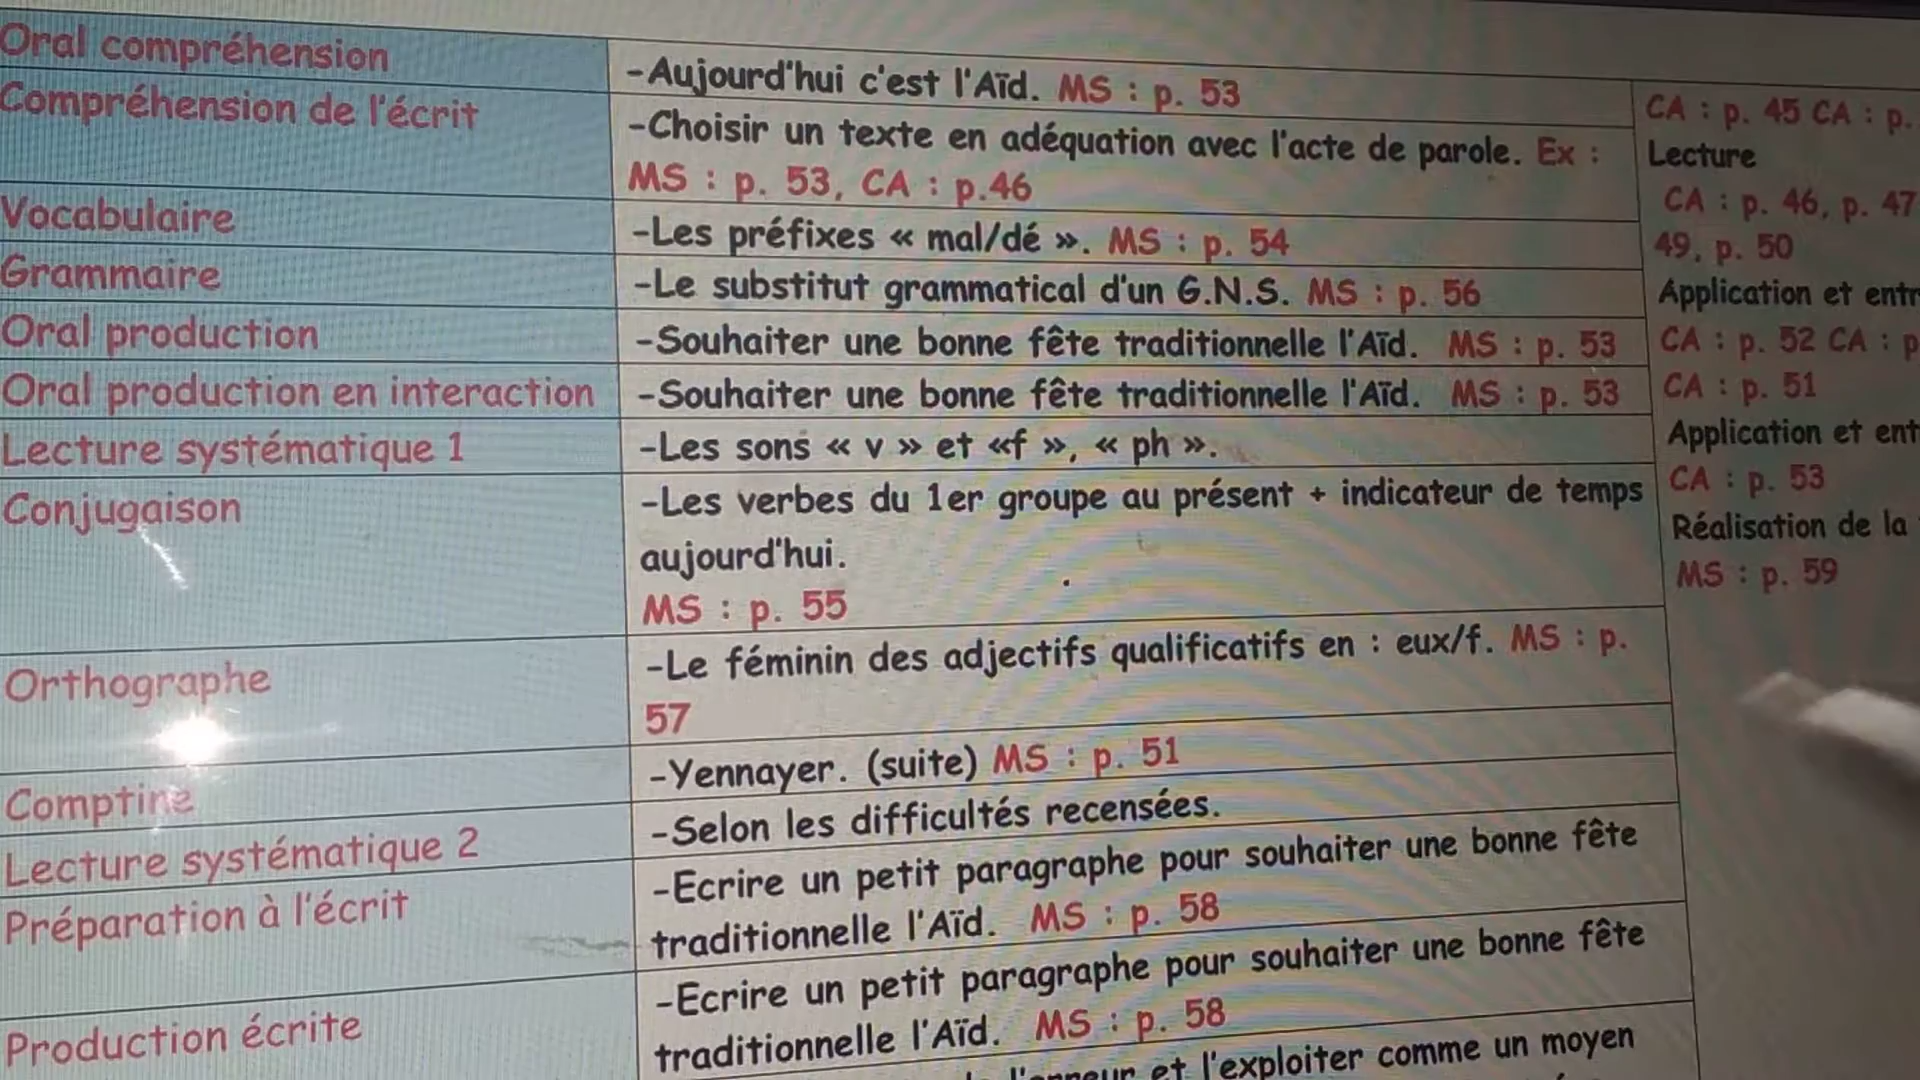 Oral compréhension
-Aujourd'hui c'est l'Aïd. MS : p. 53
Compréhension de l'écrit
-Choisir un texte en adéquation avec l'acte de parole. Ex :
MS : p. 53, CA : p.46
Vocabulaire
-Les préfixes « mal/dé ». MS : p. 54
Grammaire
-Le substitut grammatical d'un G.N.S. MS : p. 56
Oral production
-Souhaiter une bonne fête traditionnelle l'Aïd. MS : p. 53
Oral production en interaction
-Souhaiter une bonne fête traditionnelle l'Aïd. MS : p. 53
Lecture systématique 1
-Les sons « v » et «f », « ph ».
Conjugaison
-Les verbes du 1er groupe au présent + indicateur de temps
aujourd'hui.
MS : p. 55
Orthographe
-Le féminin des adjectifs qualificatifs en : eux/f. MS : p.
57
Comptine
-Yennayer. (suite) MS : p. 51
Lecture systématique 2
-Selon les difficultés recensées.
Préparation à l'écrit
-Ecrire un petit paragraphe pour souhaiter une bonne fête
traditionnelle l'Aïd. MS : p. 58
Production écrite
-Ecrire un petit paragraphe pour souhaiter une bonne fête
traditionnelle l'Aïd. MS : p. 58
et l'exploiter comme un moyen
CA : p. 45 CA : p.
Lecture
CA : p. 46, p. 47
49, p. 50
Application et
CA : p. 52 CA : p
CA : p. 51
Application et
CA : p. 53
Réalisation de la
MS : p. 59